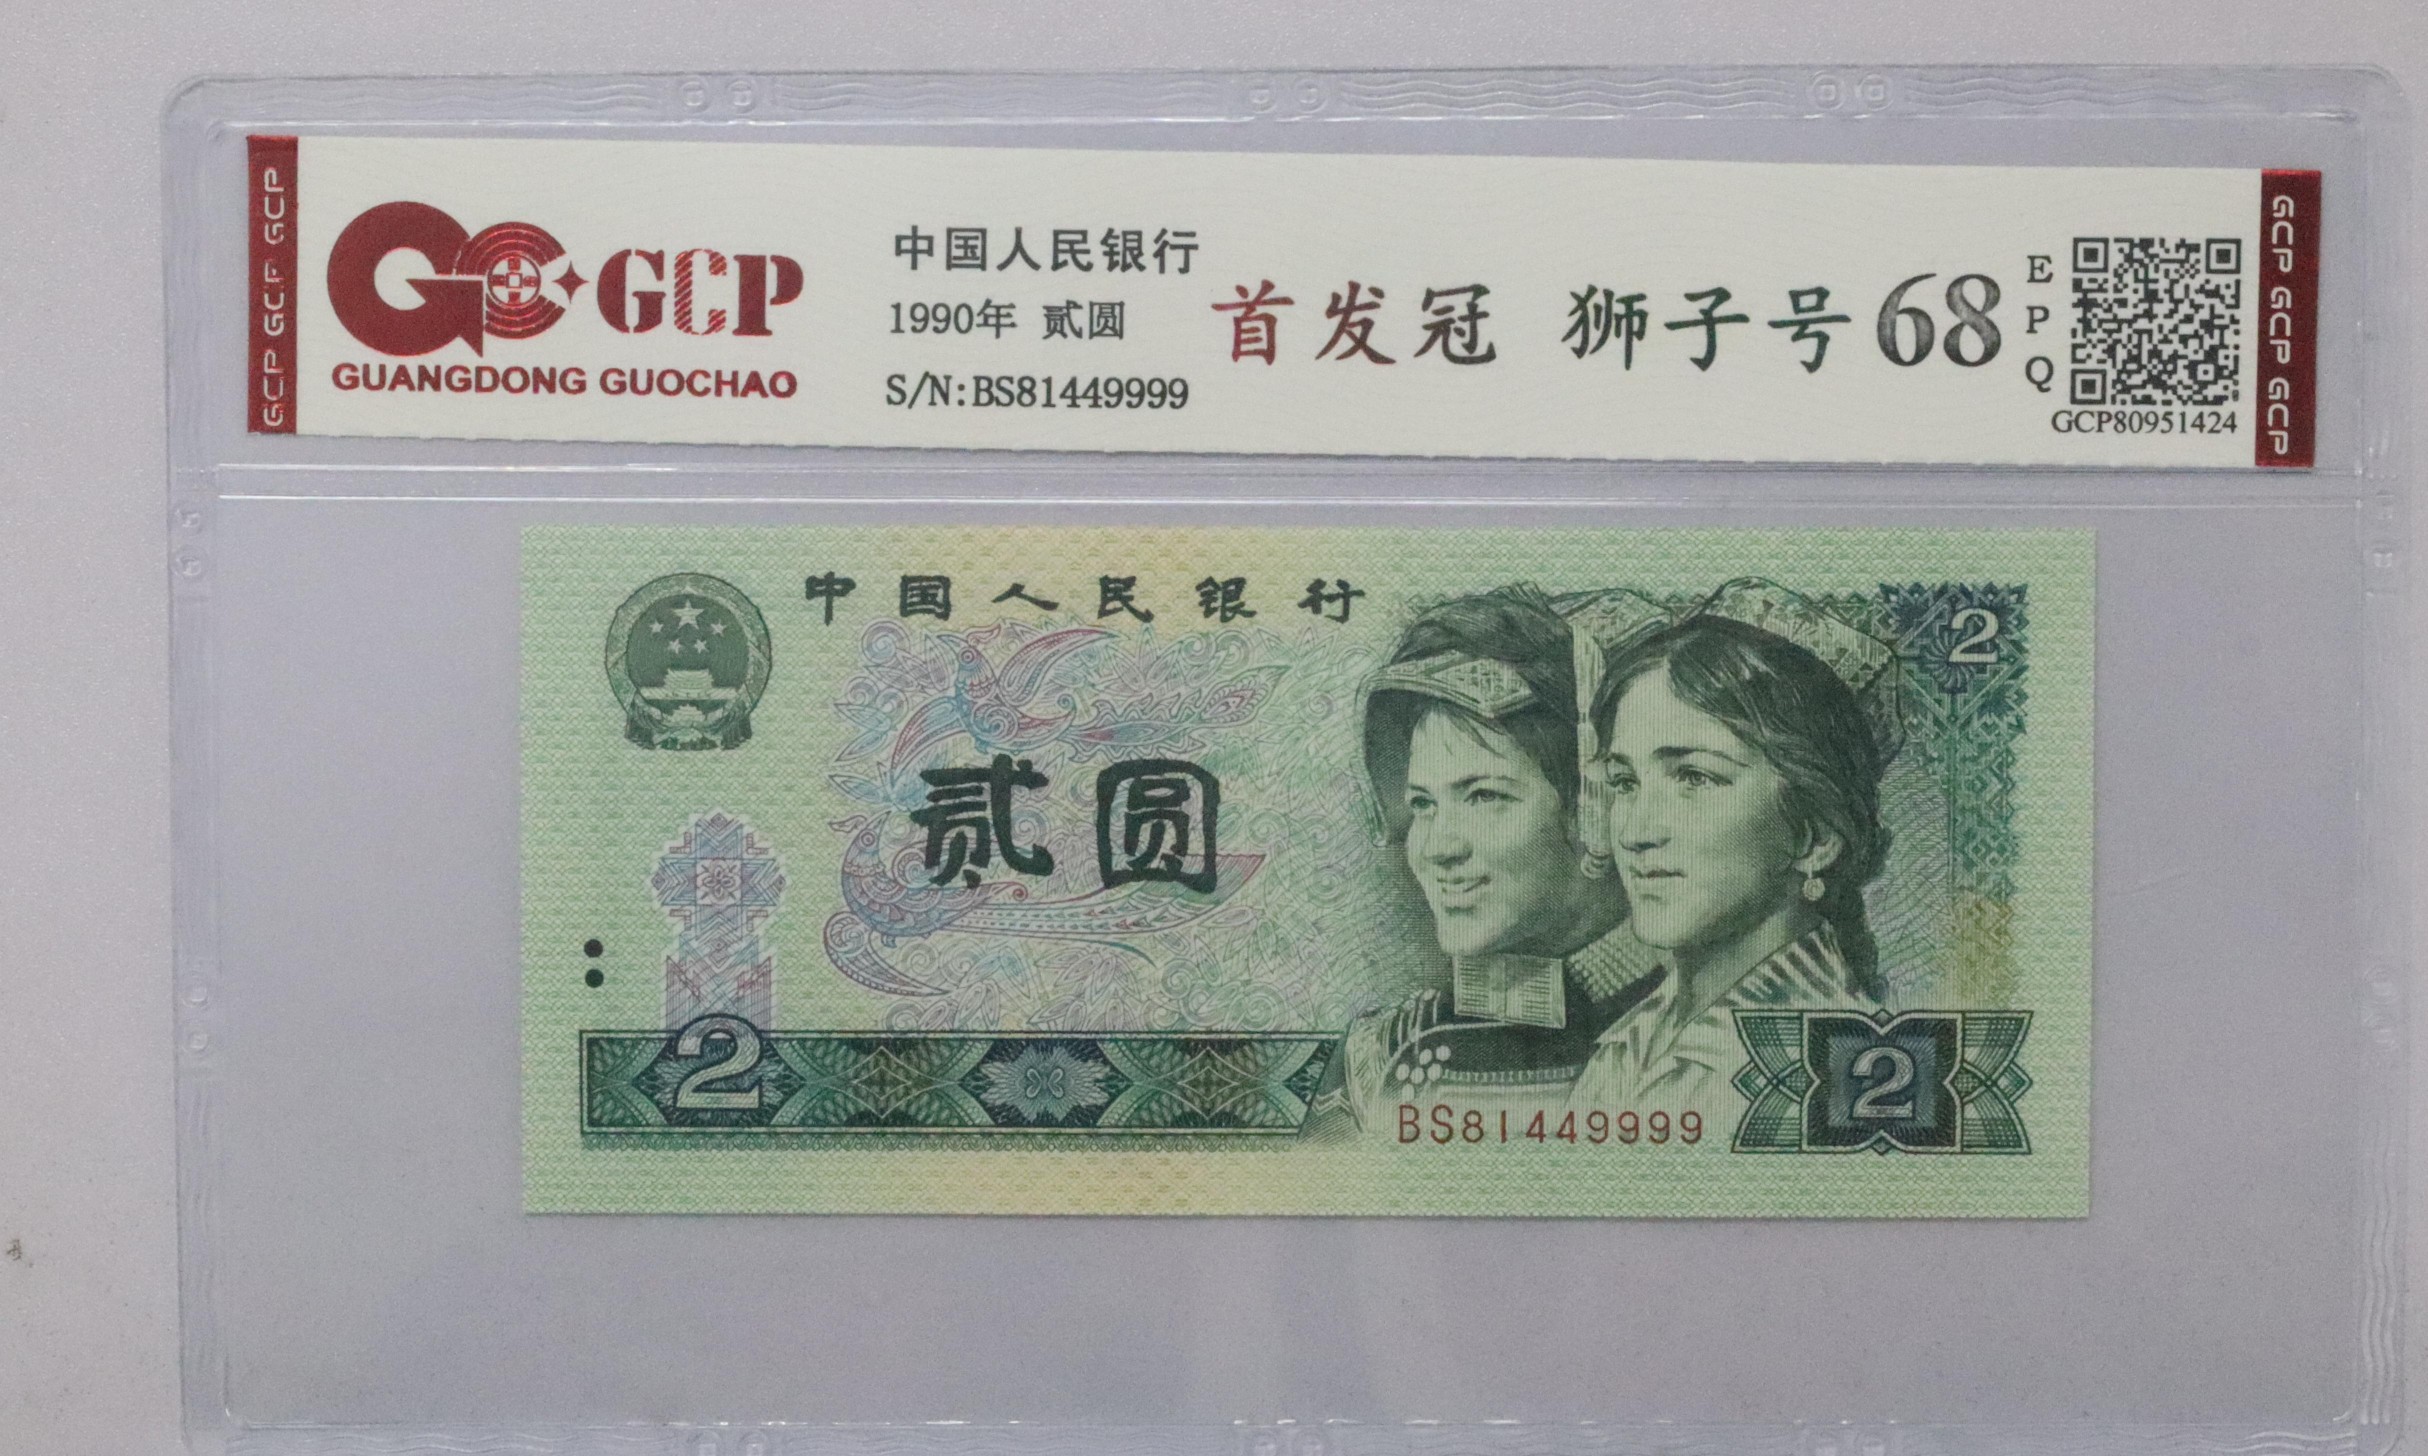 GCP GCP GCP
GCP
GUANGDONG GUOCHAO
中国人民银行
1990年 贰圆
S/N:BS81449999
首发冠 狮子号 68
E
P
Q
GCP80951424
GCP GCP GCP
中国人民银行
2
贰圆
2
BS81449999
2